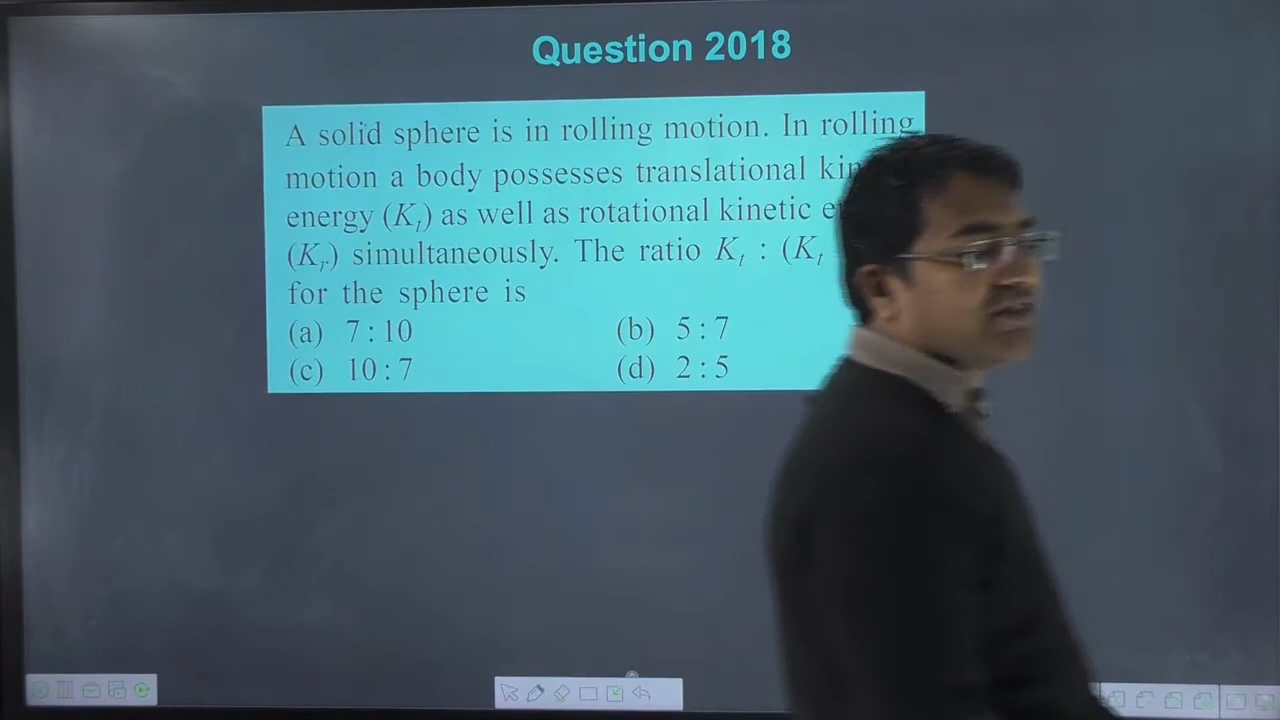 Question 2018
A solid sphere is in rolling motion. In rolling
motion a body possesses translational
energy (Kₜ) as well as rotational kinetic
(Kᵣ) simultaneously. The ratio Kₜ : (Kₜ
for the sphere is
(a) 7 : 10 (b) 5 : 7
(c) 10 : 7 (d) 2 : 5